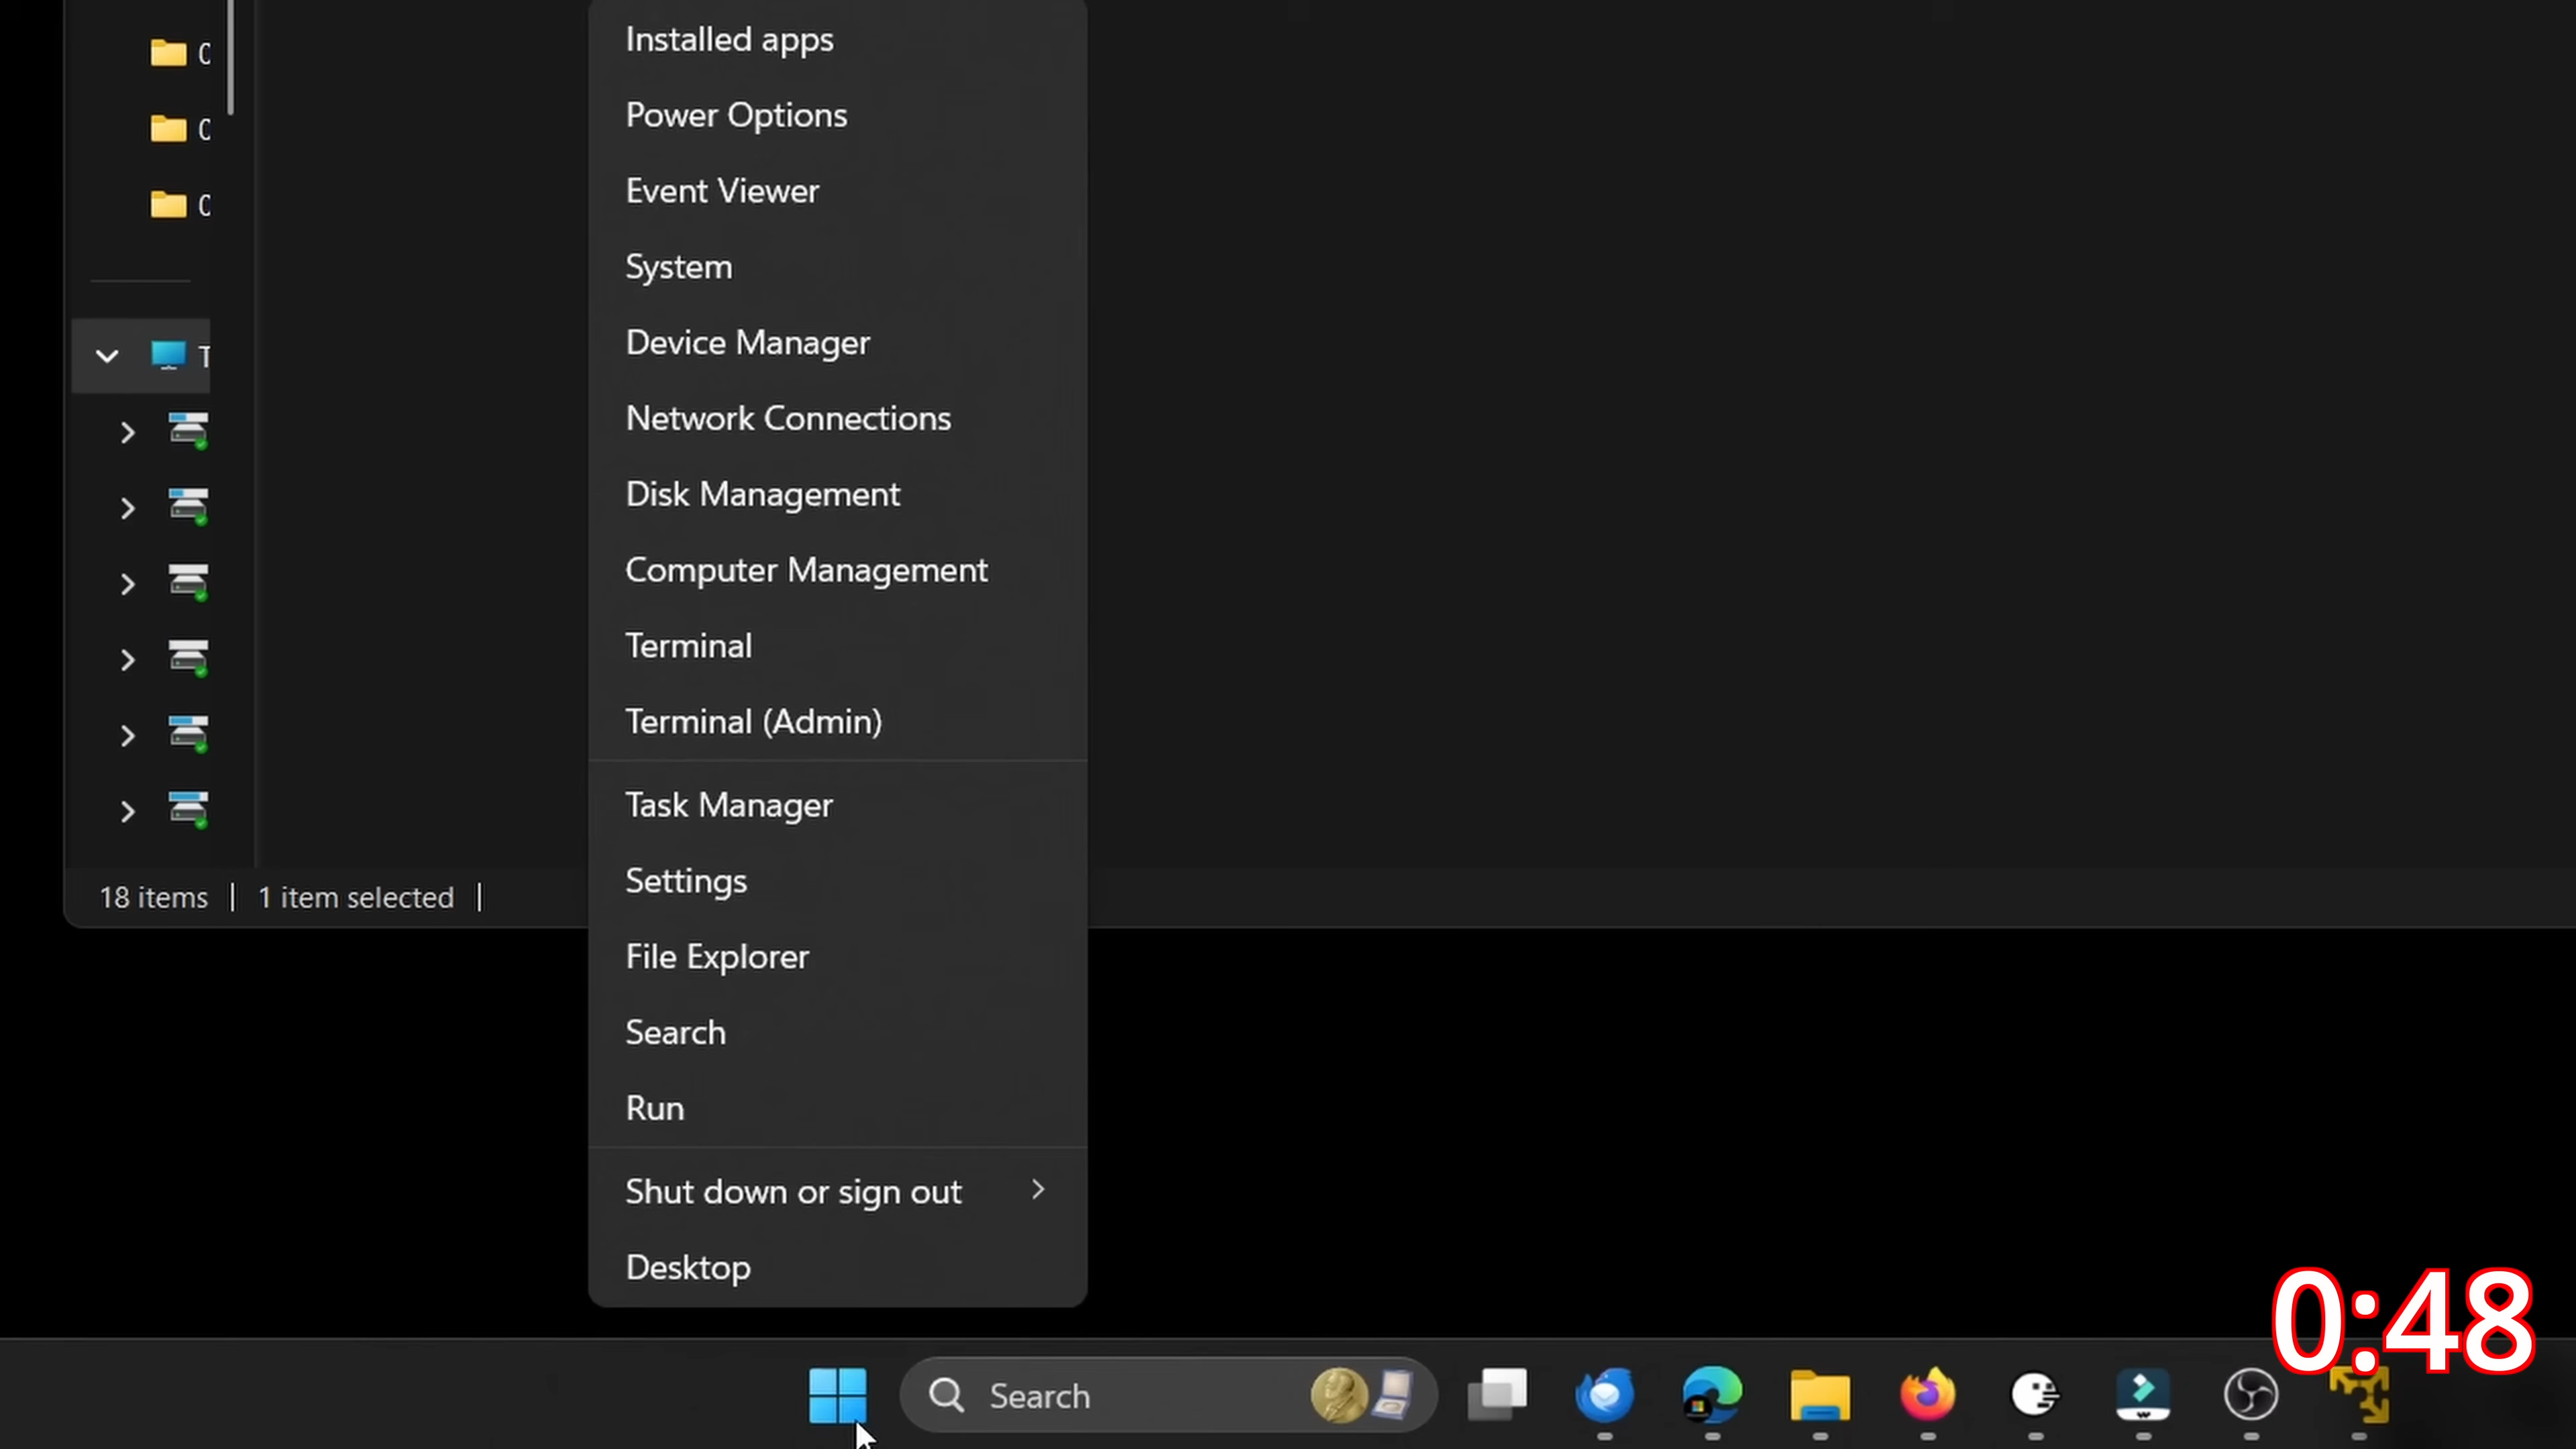 Installed apps
Power Options
Event Viewer
System
Device Manager
Network Connections
Disk Management
Computer Management
Terminal
Terminal (Admin)
Task Manager
Settings
File Explorer
Search
Run
Shut down or sign out
Desktop
18 items | 1 item selected |
0:48
Search